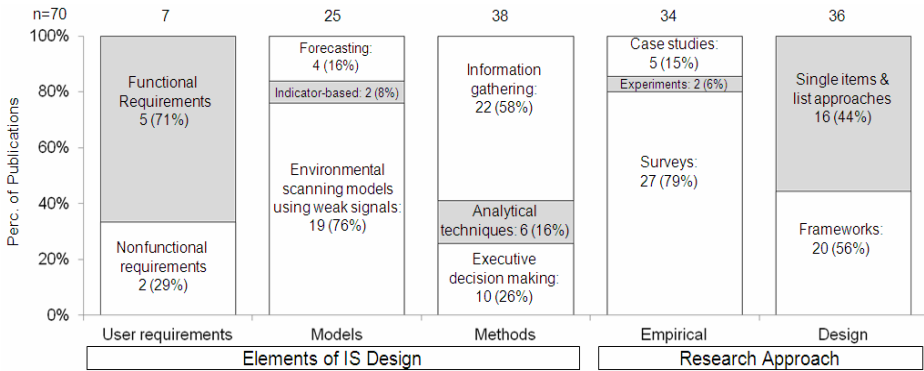 n=70
7
25
38
34
36
Perc. of Publications
100%
80%
60%
40%
20%
0%
Functional
Requirements
5 (71%)
Nonfunctional
requirements
2 (29%)
Forecasting:
4 (16%)
Indicator-based: 2 (8%)
Environmental
scanning models
using weak signals:
19 (76%)
Information
gathering:
22 (58%)
Analytical
techniques: 6 (16%)
Executive
decision making:
10 (26%)
Case studies:
5 (15%)
Experiments: 2 (6%)
Surveys:
27 (79%)
Single items &
list approaches
16 (44%)
Frameworks:
20 (56%)
User requirements
Models
Methods
Empirical
Design
Elements of IS Design
Research Approach